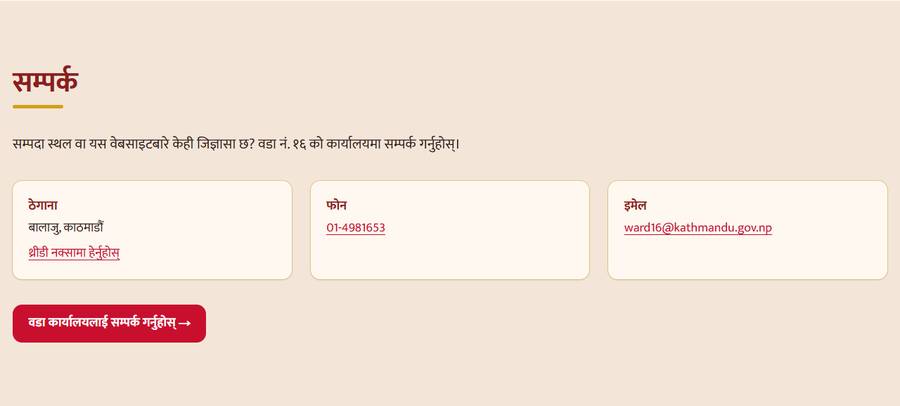 सम्पर्क
सम्पदा स्थल वा यस वेबसाइटबारे केही जिज्ञासा छ? वडा नं. १६ को कार्यालयमा सम्पर्क गर्नुहोस्।
ठेगाना
बालाजु, काठमाडौं
थ्रीडी नक्सामा हेर्नुहोस्
फोन
01-4981653
इमेल
ward16@kathmandu.gov.np
वडा कार्यालयलाई सम्पर्क गर्नुहोस् →